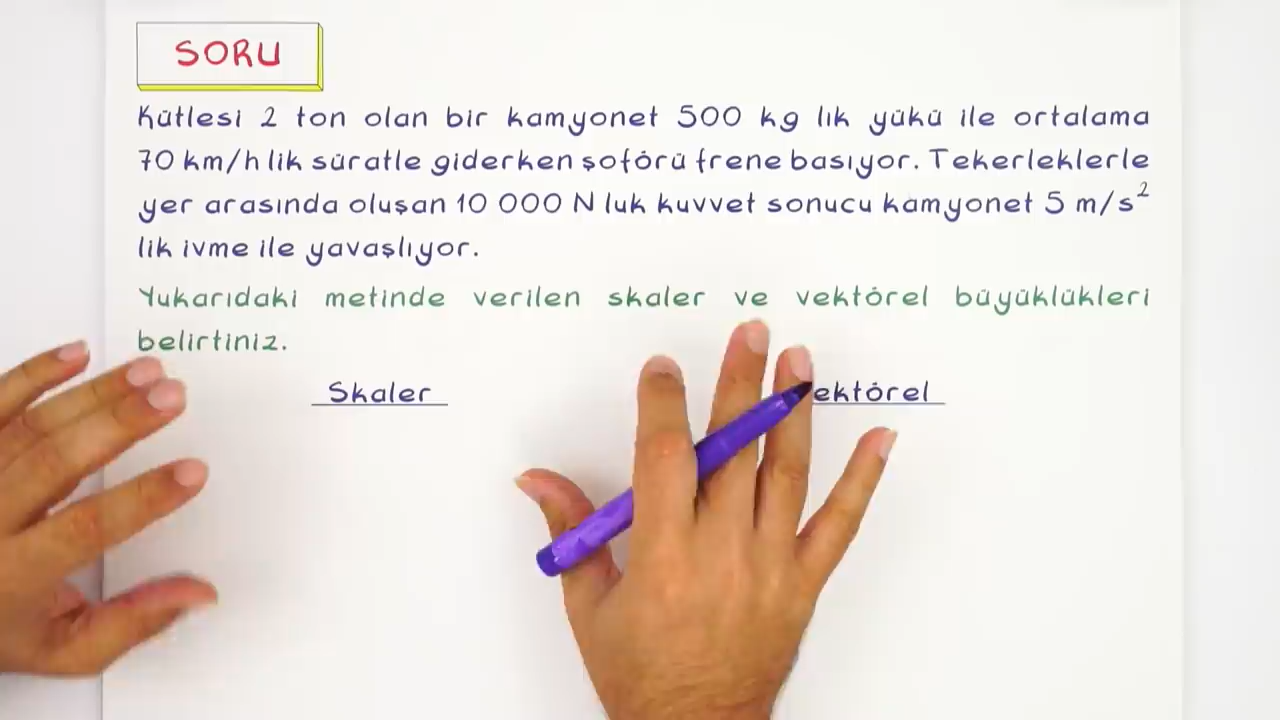 SORU
Kütlesi 2 ton olan bir kamyonet 500 kg lık yükü ile ortalama
70 km/h lik süratle giderken şoförü frene basıyor. Tekerleklerle
yer arasında oluşan 10 000 N luk kuvvet sonucu kamyonet 5 m/s²
lik ivme ile yavaşlıyor.
Yukarıdaki metinde verilen skaler ve vektörel büyüklükleri
belirtiniz.
Skaler ektörel